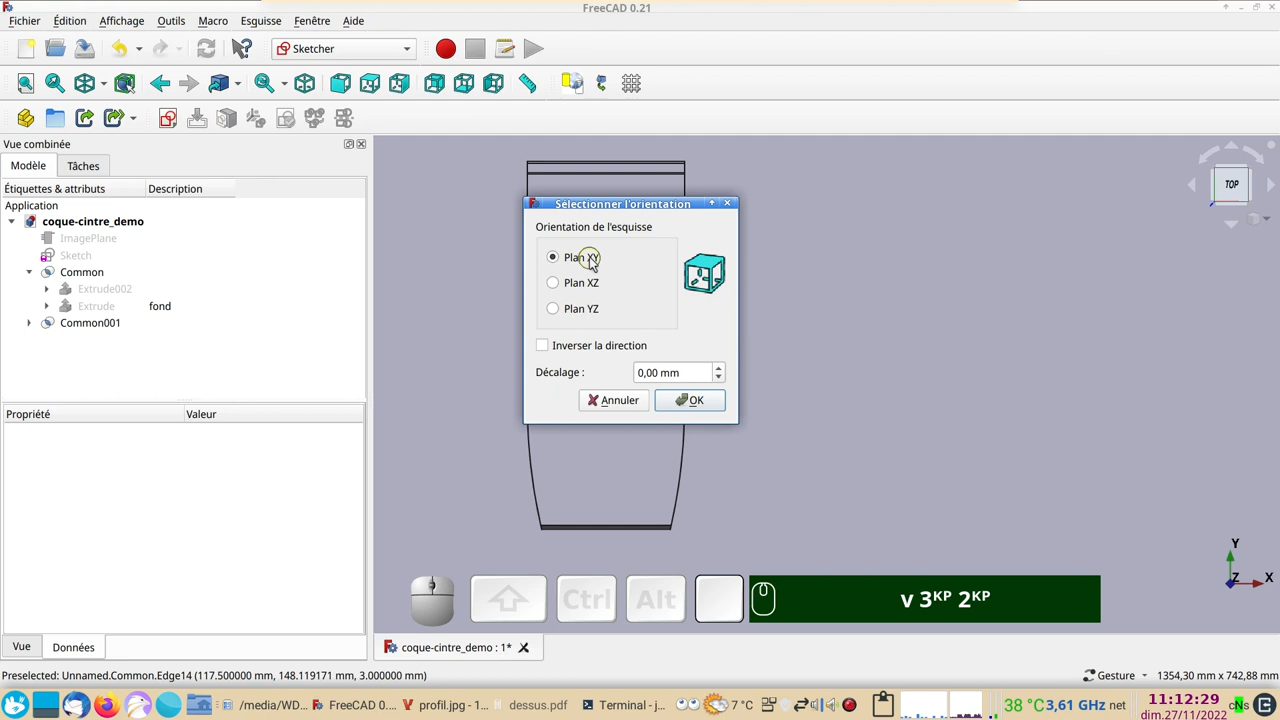 FreeCAD 0.21
Fichier Édition Affichage Outils Macro Esquisse Fenêtre Aide
Sketcher
Vue combinée
Modèle Tâches
Étiquettes & attributs Description
Application
coque-cintre_demo
ImagePlane
Sketch
Common
Extrude002
Extrude fond
Common001
Propriété Valeur
Vue Données
TOP
Sélectionner l'orientation
Orientation de l'esquisse
Plan XY
Plan XZ
Plan YZ
Inverser la direction
Décalage : 0,00 mm
Annuler OK
Y
Z X
Ctrl Alt v 3KP 2KP
coque-cintre_demo : 1*
Preselected: Unnamed.Common.Edge14 (117.500000 mm, 148.119171 mm, 3.000000 mm) Gesture 1354,30 mm x 742,88 mm
/media/WD... FreeCAD 0.... profil.jpg - 1... dessus.pdf Terminal - j... 7 °C 38 °C 3,61 GHz net 11:12:29 dim.27/11/2022 cNs